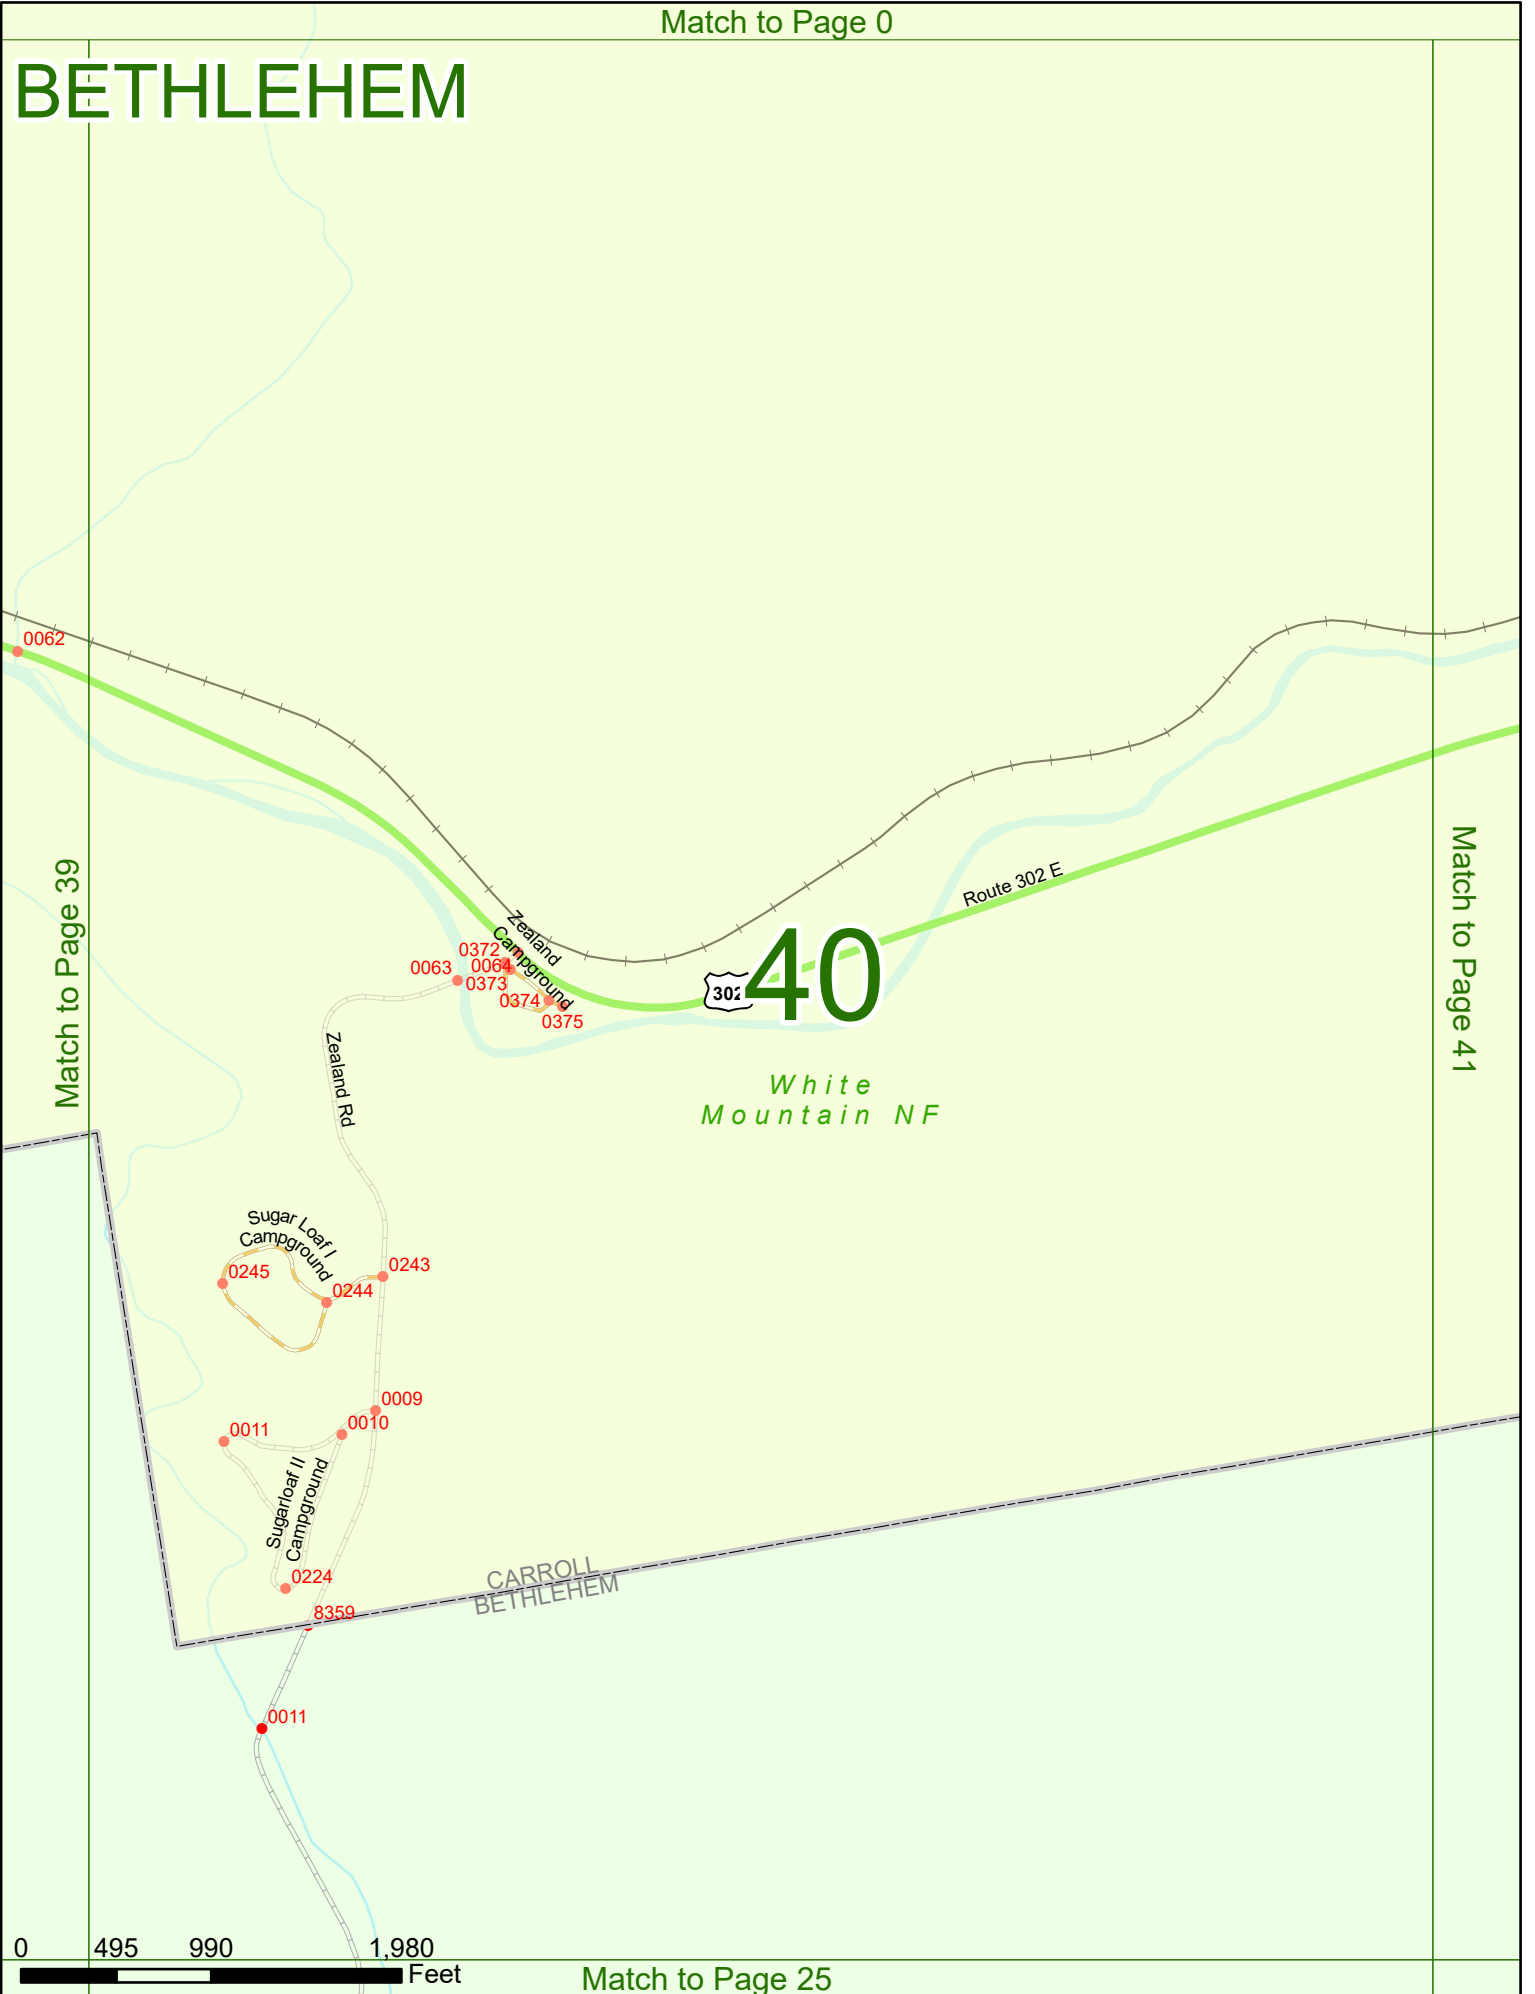 Match to Page 0
BETHLEHEM
0062
Match to Page 39
Match to Page 41
Route 302 E
Zealand
Campground
0372
0063
0064
0373
0374
0375
302
40
Zealand Rd
White
Mountain NF
Sugar Loaf I
Campground
0245
0243
0244
0009
0011
0010
Sugarloaf II
Campground
0224
CARROLL
BETHLEHEM
8359
0011
0 495 990 1,980
Feet
Match to Page 25